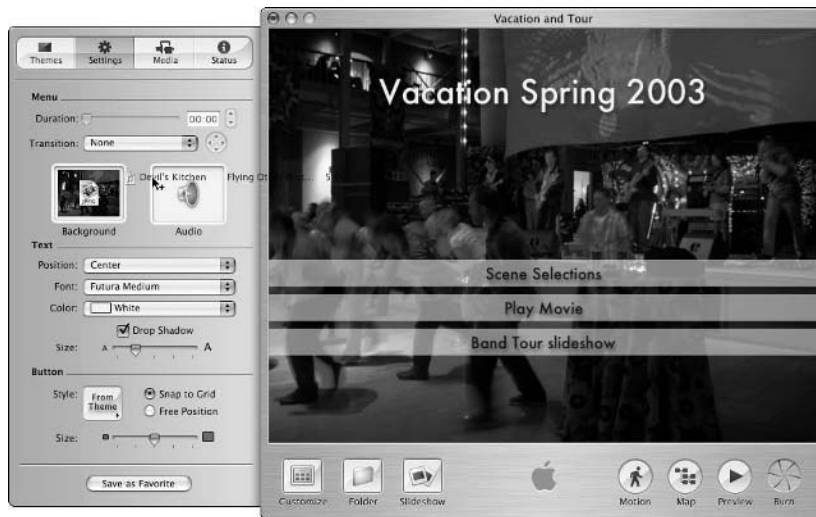 Vacation and Tour
Themes
Settings
Media
Status
Menu
Duration:
00:00
Transition:
None
Devil's Kitchen
Flying
Background
Audio
Text
Position:
Center
Font:
Futura Medium
Color:
White
Drop Shadow
Size:
A
A
Button
Style:
From
Theme
Snap to Grid
Free Position
Size:
Save as Favorite
Vacation Spring 2003
Scene Selections
Play Movie
Band Tour slideshow
Customize
Folder
Slideshow
Motion
Map
Preview
Burn